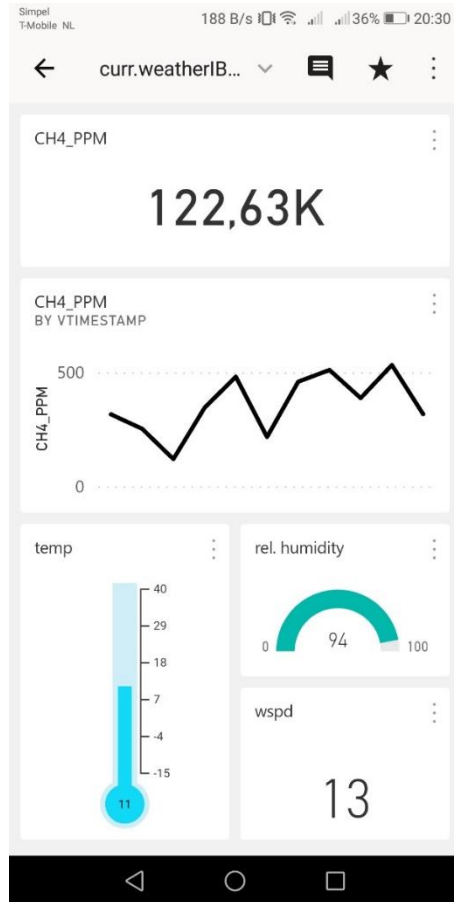 Simpel
T-Mobile NL
188 B/s 36% 20:30
curr.weatherIB...
CH4_PPM
122,63K
CH4_PPM
BY VTIMESTAMP
500
CH4_PPM
0
temp
40
29
18
7
-4
-15
11
rel. humidity
0
94
100
wspd
13